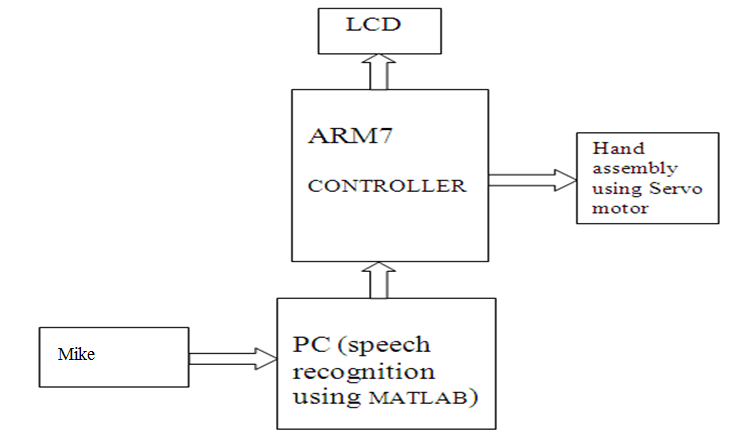 LCD
ARM7
CONTROLLER
Hand
assembly
using Servo
motor
Mike
PC (speech
recognition
using MATLAB)